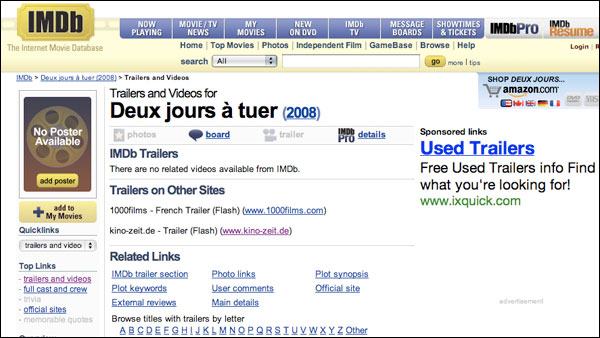 IMDb
The Internet Movie Database
NOW PLAYING
MOVIE / TV NEWS
MY MOVIES
NEW ON DVD
IMDb TV
MESSAGE BOARDS
SHOWTIMES & TICKETS
IMDbPro
IMDb Resume
Home | Top Movies | Photos | Independent Film | GameBase | Browse | Help
Login
search All go more | tips
IMDb > Deux jours à tuer (2008) > Trailers and Videos
SHOP DEUX JOURS...
amazon.com
DVD
No Poster Available
add poster
add to My Movies
Quicklinks
trailers and video
Top Links
- trailers and videos
- full cast and crew
- trivia
- official sites
- memorable quotes
Trailers and Videos for
Deux jours à tuer (2008)
photos board trailer IMDb PRO details
IMDb Trailers
There are no related videos available from IMDb.
Trailers on Other Sites
1000films - French Trailer (Flash) (www.1000films.com)
kino-zeit.de - Trailer (Flash) (www.kino-zeit.de)
Related Links
IMDb trailer section Photo links Plot synopsis
Plot keywords User comments Official site
External reviews Main details
Browse titles with trailers by letter
A B C D E F G H I J K L M N O P Q R S T U V W X Y Z Other
Sponsored links
Used Trailers
Free Used Trailers info Find
what you're looking for!
www.ixquick.com
advertisement